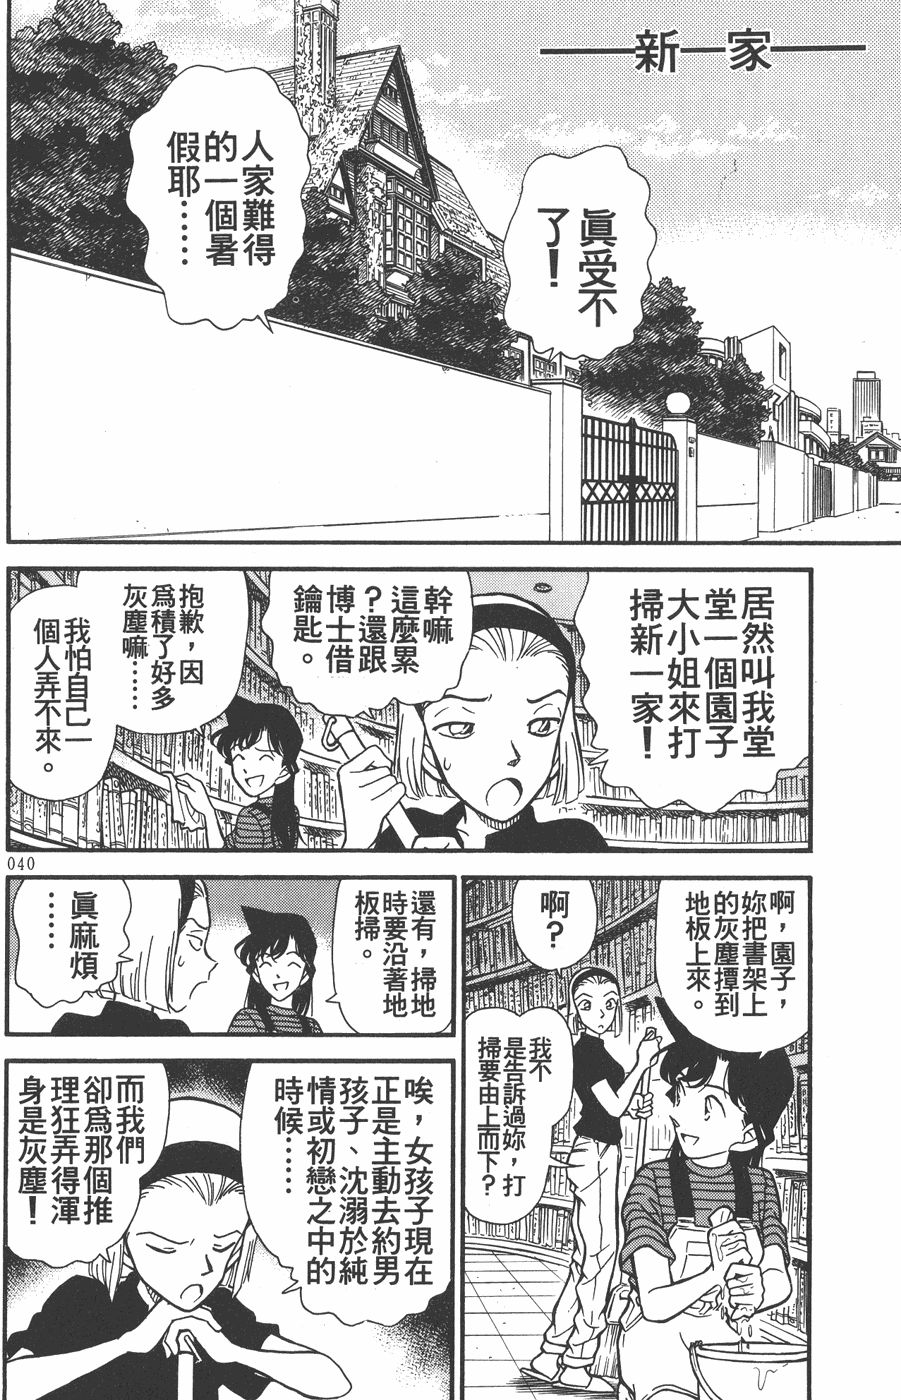 新一家
眞受不
了！
人家難得
的一個暑
假耶……
居然叫我堂
堂一個園子
大小姐來打
掃新一家！
幹嘛
這麼累
？還跟
博士借
鑰匙。
抱歉，因
爲積了好多
灰塵嘛……
我怕自己一
個人弄不來。
040
啊，園子，
妳把書架上
的灰塵撢到
地板上來。
啊？
我不
是告訴過妳，打
掃要由上而下？
還有，掃地
時要沿著地
板掃。
眞麻煩
……
唉，女孩子現在
正是主動去約男
孩子、沈溺於純
情或初戀之中的
時候……
而我們
卻爲那個推
理狂弄得渾
身是灰塵！